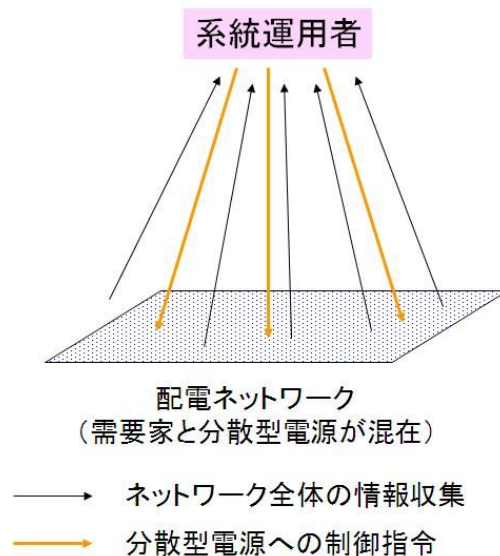 系統運用者
配電ネットワーク
（需要家と分散型電源が混在）
ネットワーク全体の情報収集
分散型電源への制御指令